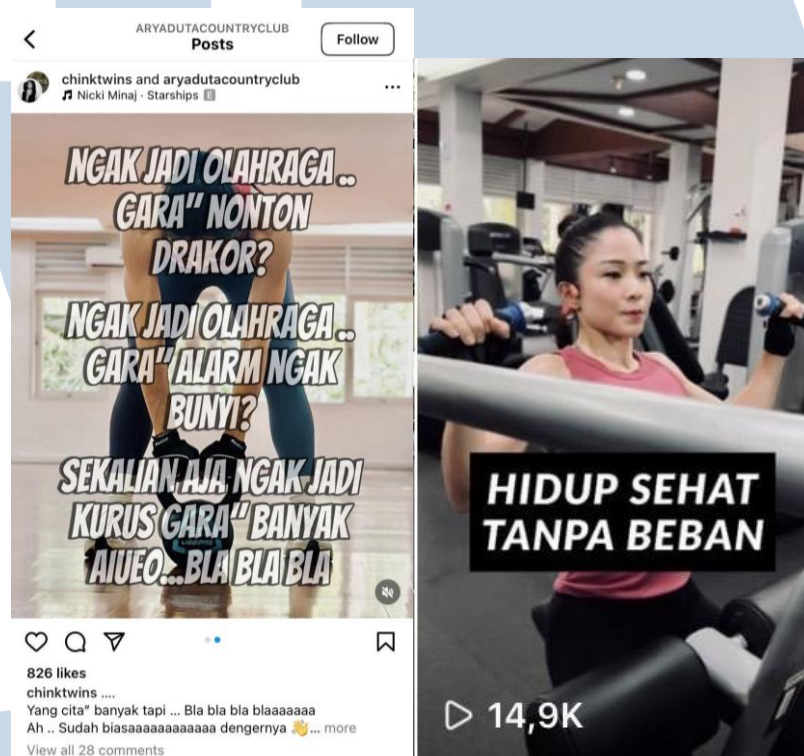 ARYADUTACOUNTRYCLUB
Posts
Follow
chinktwins and aryadutacountryclub
Nicki Minaj · Starships E
NGAK JADI OLAHRAGA ..
GARA" NONTON
DRAKOR?
NGAK JADI OLAHRAGA ..
GARA" ALARM NGAK
BUNYI?
SEKALIAN AJA NGAK JADI
KURUS GARA" BANYAK
AIUEO...BLA BLA BLA
826 likes
chinktwins ....
Yang cita" banyak tapi ... Bla bla bla blaaaaaaa
Ah .. Sudah biasaaaaaaaaaaaa dengernya 👏... more
View all 28 comments
HIDUP SEHAT
TANPA BEBAN
14,9K